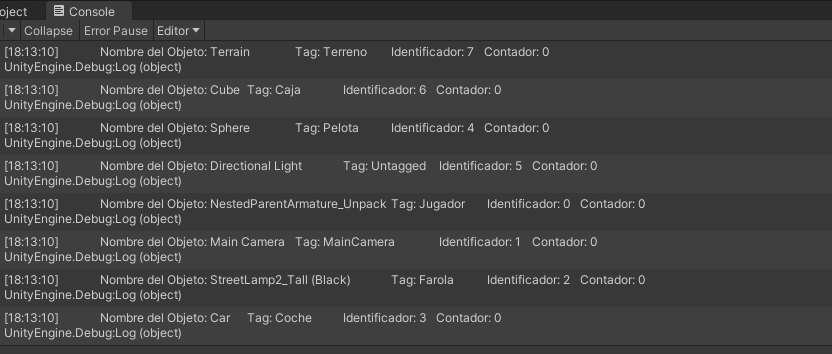 oject Console
Collapse Error Pause Editor
[18:13:10] Nombre del Objeto: Terrain Tag: Terreno Identificador: 7 Contador: 0
UnityEngine.Debug:Log (object)
[18:13:10] Nombre del Objeto: Cube Tag: Caja Identificador: 6 Contador: 0
UnityEngine.Debug:Log (object)
[18:13:10] Nombre del Objeto: Sphere Tag: Pelota Identificador: 4 Contador: 0
UnityEngine.Debug:Log (object)
[18:13:10] Nombre del Objeto: Directional Light Tag: Untagged Identificador: 5 Contador: 0
UnityEngine.Debug:Log (object)
[18:13:10] Nombre del Objeto: NestedParentArmature_Unpack Tag: Jugador Identificador: 0 Contador: 0
UnityEngine.Debug:Log (object)
[18:13:10] Nombre del Objeto: Main Camera Tag: MainCamera Identificador: 1 Contador: 0
UnityEngine.Debug:Log (object)
[18:13:10] Nombre del Objeto: StreetLamp2_Tall (Black) Tag: Farola Identificador: 2 Contador: 0
UnityEngine.Debug:Log (object)
[18:13:10] Nombre del Objeto: Car Tag: Coche Identificador: 3 Contador: 0
UnityEngine.Debug:Log (object)